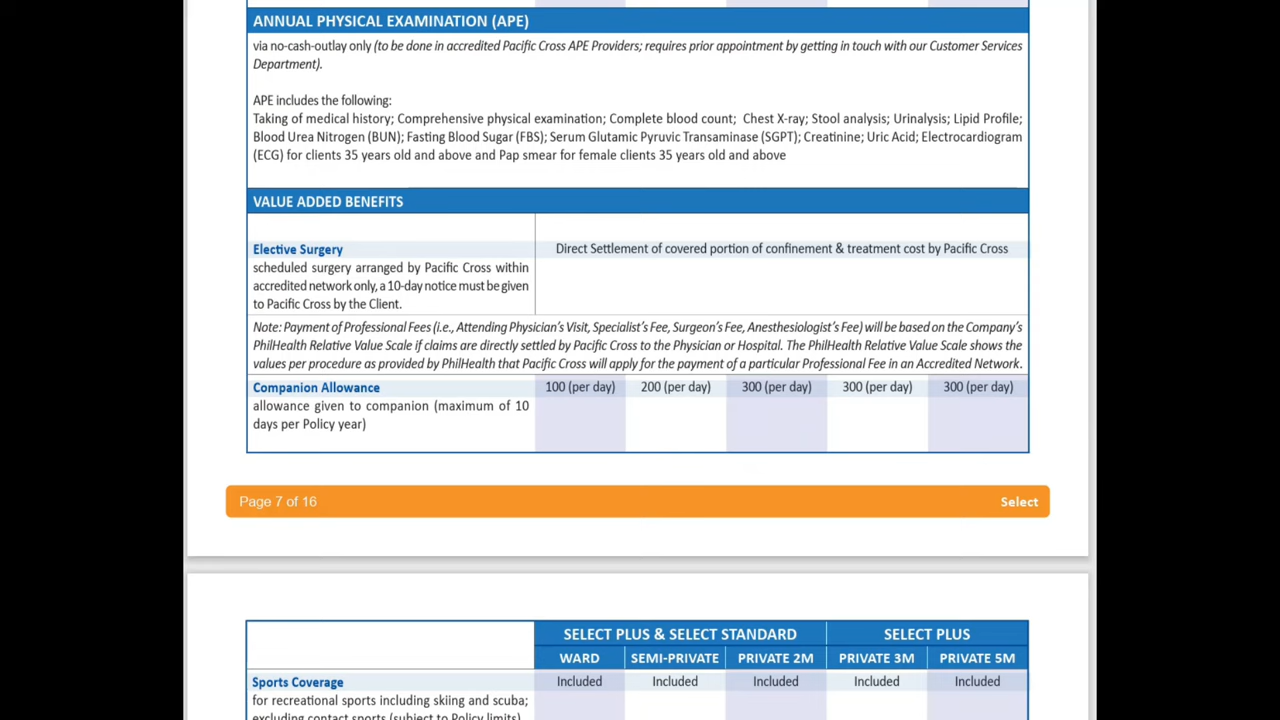 ANNUAL PHYSICAL EXAMINATION (APE)
via no-cash-outlay only (to be done in accredited Pacific Cross APE Providers; requires prior appointment by getting in touch with our Customer Services
Department).
APE includes the following:
Taking of medical history; Comprehensive physical examination; Complete blood count; Chest X-ray; Stool analysis; Urinalysis; Lipid Profile;
Blood Urea Nitrogen (BUN); Fasting Blood Sugar (FBS); Serum Glutamic Pyruvic Transaminase (SGPT); Creatinine; Uric Acid; Electrocardiogram
(ECG) for clients 35 years old and above and Pap smear for female clients 35 years old and above
VALUE ADDED BENEFITS
Elective Surgery
scheduled surgery arranged by Pacific Cross within
accredited network only, a 10-day notice must be given
to Pacific Cross by the Client.
Direct Settlement of covered portion of confinement & treatment cost by Pacific Cross
Note: Payment of Professional Fees (i.e., Attending Physician's Visit, Specialist's Fee, Surgeon's Fee, Anesthesiologist's Fee) will be based on the Company's
PhilHealth Relative Value Scale if claims are directly settled by Pacific Cross to the Physician or Hospital. The PhilHealth Relative Value Scale shows the
values per procedure as provided by PhilHealth that Pacific Cross will apply for the payment of a particular Professional Fee in an Accredited Network.
Companion Allowance 100 (per day) 200 (per day) 300 (per day) 300 (per day) 300 (per day)
allowance given to companion (maximum of 10
days per Policy year)
Page 7 of 16 Select
SELECT PLUS & SELECT STANDARD SELECT PLUS
WARD SEMI-PRIVATE PRIVATE 2M PRIVATE 3M PRIVATE 5M
Sports Coverage Included Included Included Included Included
for recreational sports including skiing and scuba;
excluding contact sports (subject to Policy limits)